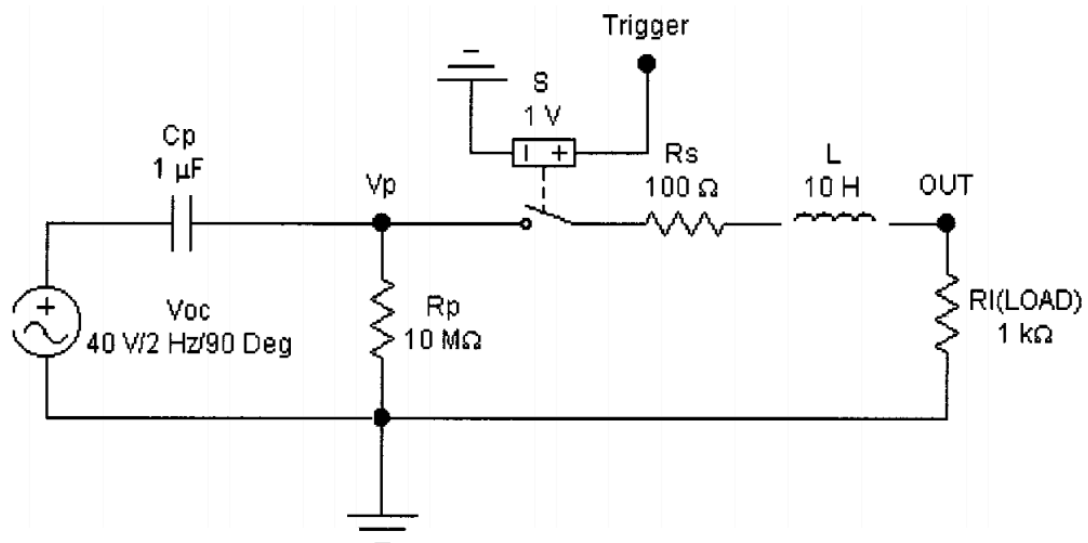 Trigger
S
1 V
Cp
1 µF
Vp
Rs
100 Ω
L
10 H
OUT
Voc
40 V/2 Hz/90 Deg
Rp
10 MΩ
Rl(LOAD)
1 kΩ